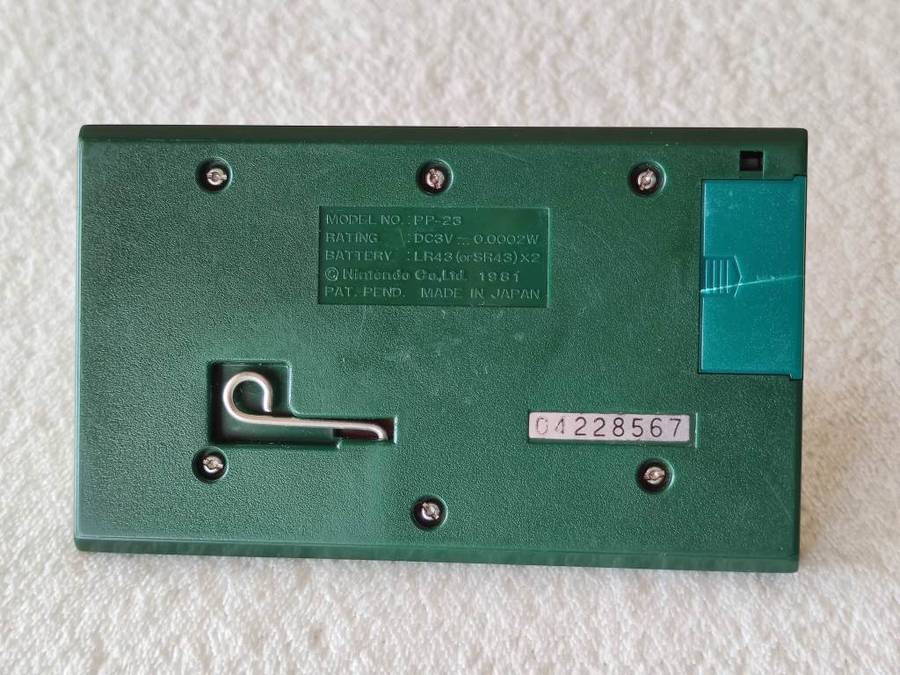 MODEL NO. : PP-23
RATING : DC3V ⎓ 0.0002W
BATTERY : LR43 (or SR43) X2
© Nintendo Co., Ltd. 1981
PAT. PEND. MADE IN JAPAN
04228567